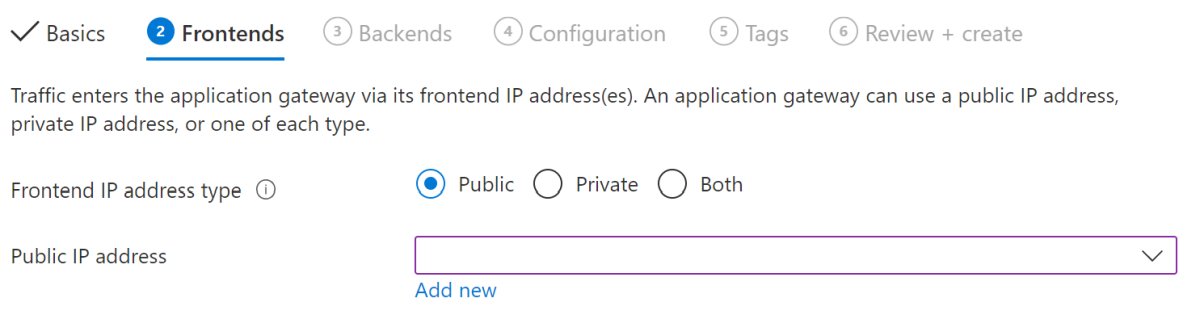 Basics 2 Frontends 3 Backends 4 Configuration 5 Tags 6 Review + create
Traffic enters the application gateway via its frontend IP address(es). An application gateway can use a public IP address,
private IP address, or one of each type.
Frontend IP address type i Public Private Both
Public IP address
Add new